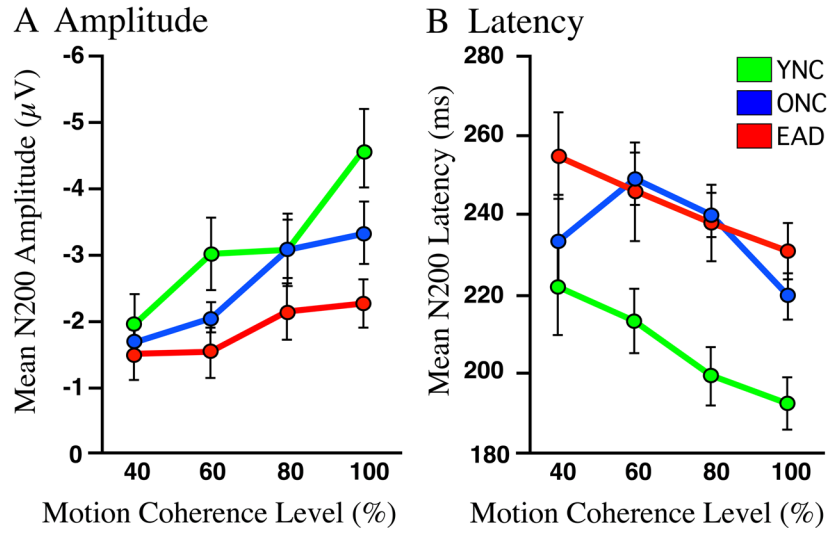 A Amplitude
Mean N200 Amplitude (μV)
-6
-5
-4
-3
-2
-1
0
40 60 80 100
Motion Coherence Level (%)
B Latency
Mean N200 Latency (ms)
280
260
240
220
200
180
40 60 80 100
Motion Coherence Level (%)
YNC
ONC
EAD